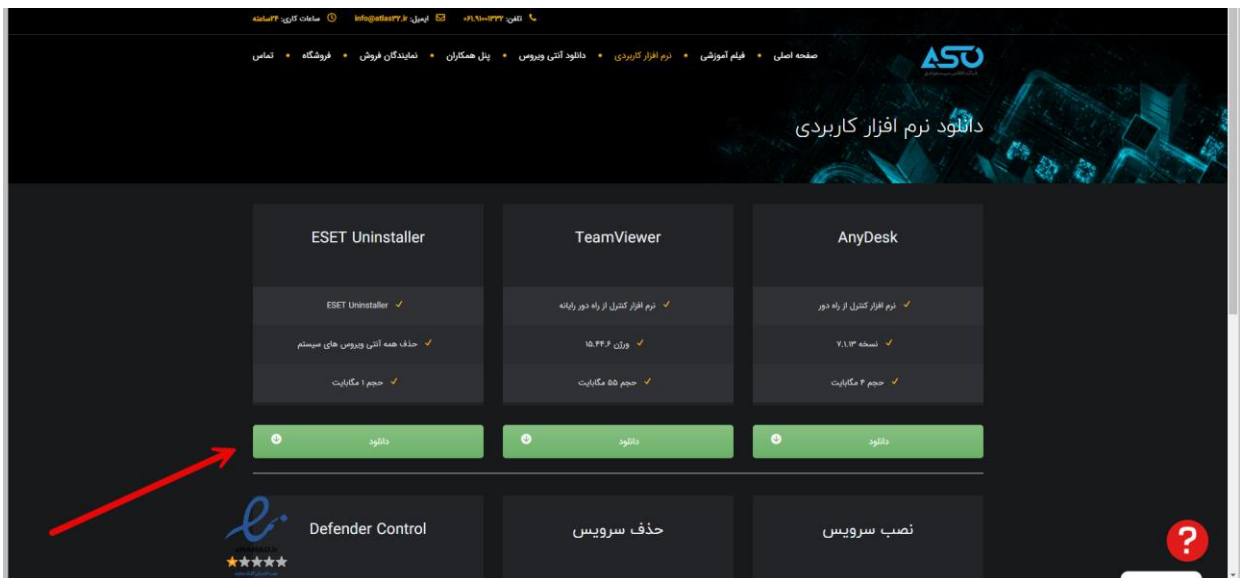 تلفن: ۰۶۱.۹۱۰۰۱۳۳۷ ایمیل: info@atlas۳۲.ir ساعات کاری: ۲۴ساعته
صفحه اصلی • فیلم آموزشی • نرم افزار کاربردی • دانلود آنتی ویروس • پنل همکاران • نمایندگان فروش • فروشگاه • تماس
دانلود نرم افزار کاربردی
AnyDesk
نرم افزار کنترل از راه دور
نسخه ۷.۱.۱۳
حجم ۴ مگابایت
دانلود
TeamViewer
نرم افزار کنترل از راه دور رایانه
ورژن ۱۵.۴۴.۶
حجم ۵۵ مگابایت
دانلود
ESET Uninstaller
ESET Uninstaller
حذف همه آنتی ویروس های سیستم
حجم ۱ مگابایت
دانلود
نصب سرویس
حذف سرویس
Defender Control
?